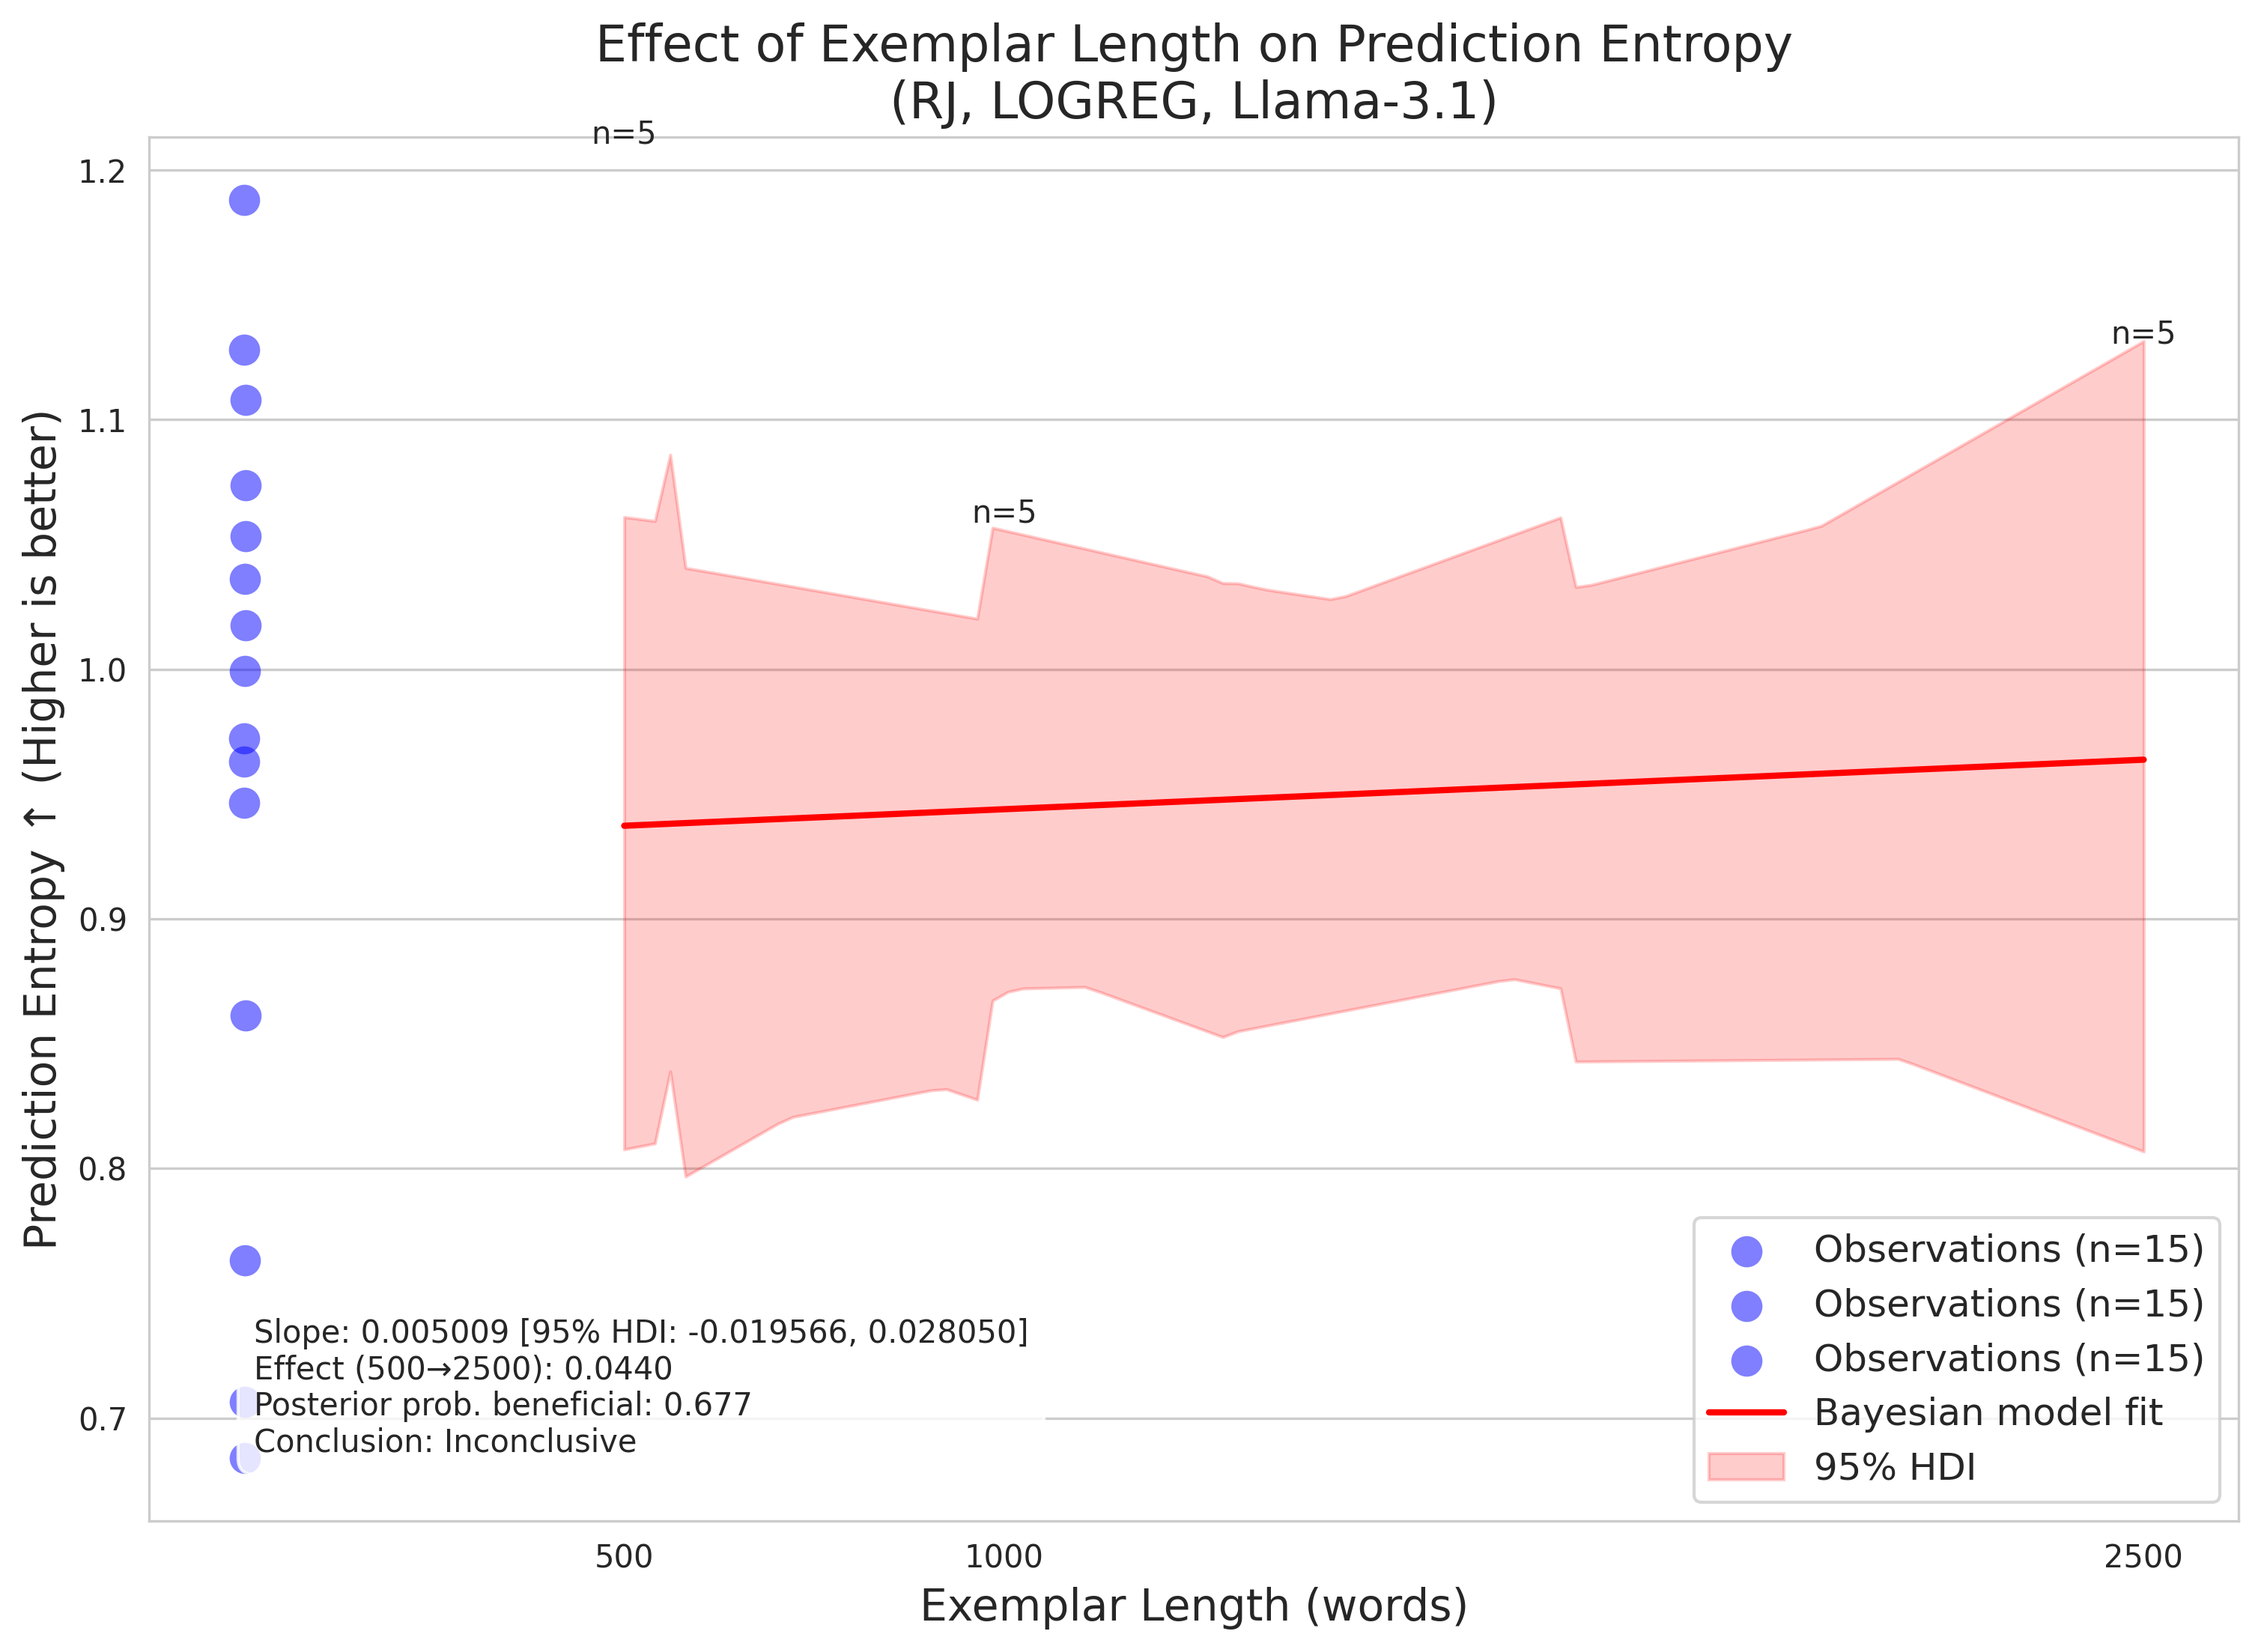 Effect of Exemplar Length on Prediction Entropy
(RJ, LOGREG, Llama-3.1)
n=5
n=5
n=5
1.2
1.1
1.0
0.9
0.8
0.7
Prediction Entropy ↑ (Higher is better)
Slope: 0.005009 [95% HDI: -0.019566, 0.028050]
Effect (500→2500): 0.0440
Posterior prob. beneficial: 0.677
Conclusion: Inconclusive
Observations (n=15)
Observations (n=15)
Observations (n=15)
Bayesian model fit
95% HDI
500
1000
2500
Exemplar Length (words)